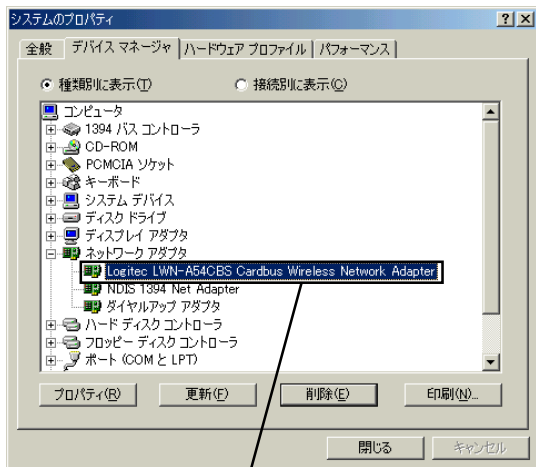 システムのプロパティ
全般 デバイス マネージャ ハードウェア プロファイル パフォーマンス
種類別に表示(T) 接続別に表示(C)
コンピュータ
1394 バス コントローラ
CD-ROM
PCMCIA ソケット
キーボード
システム デバイス
ディスク ドライブ
ディスプレイ アダプタ
ネットワーク アダプタ
Logitec LWN-A54CBS Cardbus Wireless Network Adapter
NDIS 1394 Net Adapter
ダイヤルアップ アダプタ
ハード ディスク コントローラ
フロッピー ディスク コントローラ
ポート (COM と LPT)
プロパティ(R) 更新(F) 削除(E) 印刷(N)...
閉じる キャンセル